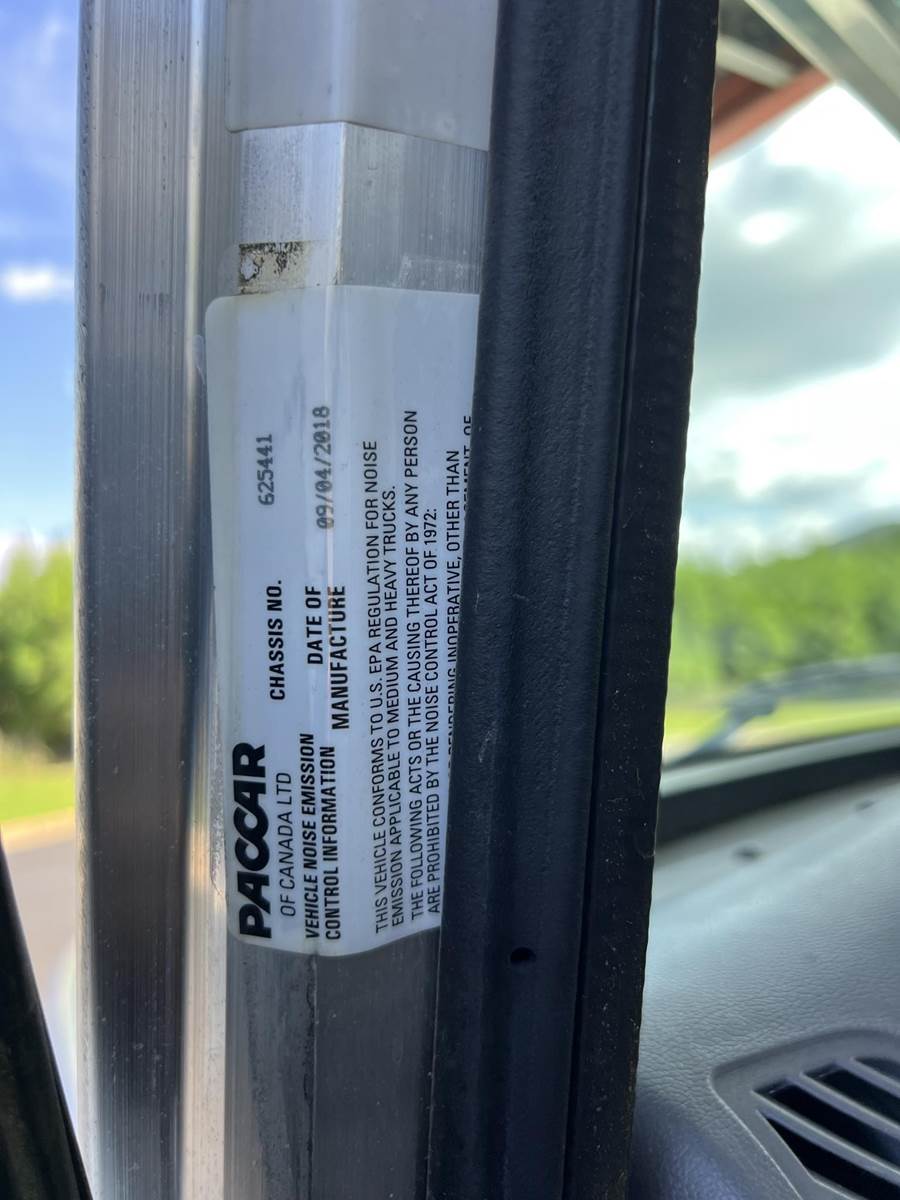 PACCAR
OF CANADA LTD
CHASSIS NO. 625441
VEHICLE NOISE EMISSION
CONTROL INFORMATION
DATE OF
MANUFACTURE 09/04/2018
THIS VEHICLE CONFORMS TO U.S. EPA REGULATION FOR NOISE
EMISSION APPLICABLE TO MEDIUM AND HEAVY TRUCKS.
THE FOLLOWING ACTS OR THE CAUSING THEREOF BY ANY PERSON
ARE PROHIBITED BY THE NOISE CONTROL ACT OF 1972:
RENDERING INOPERATIVE, OTHER THAN
OF